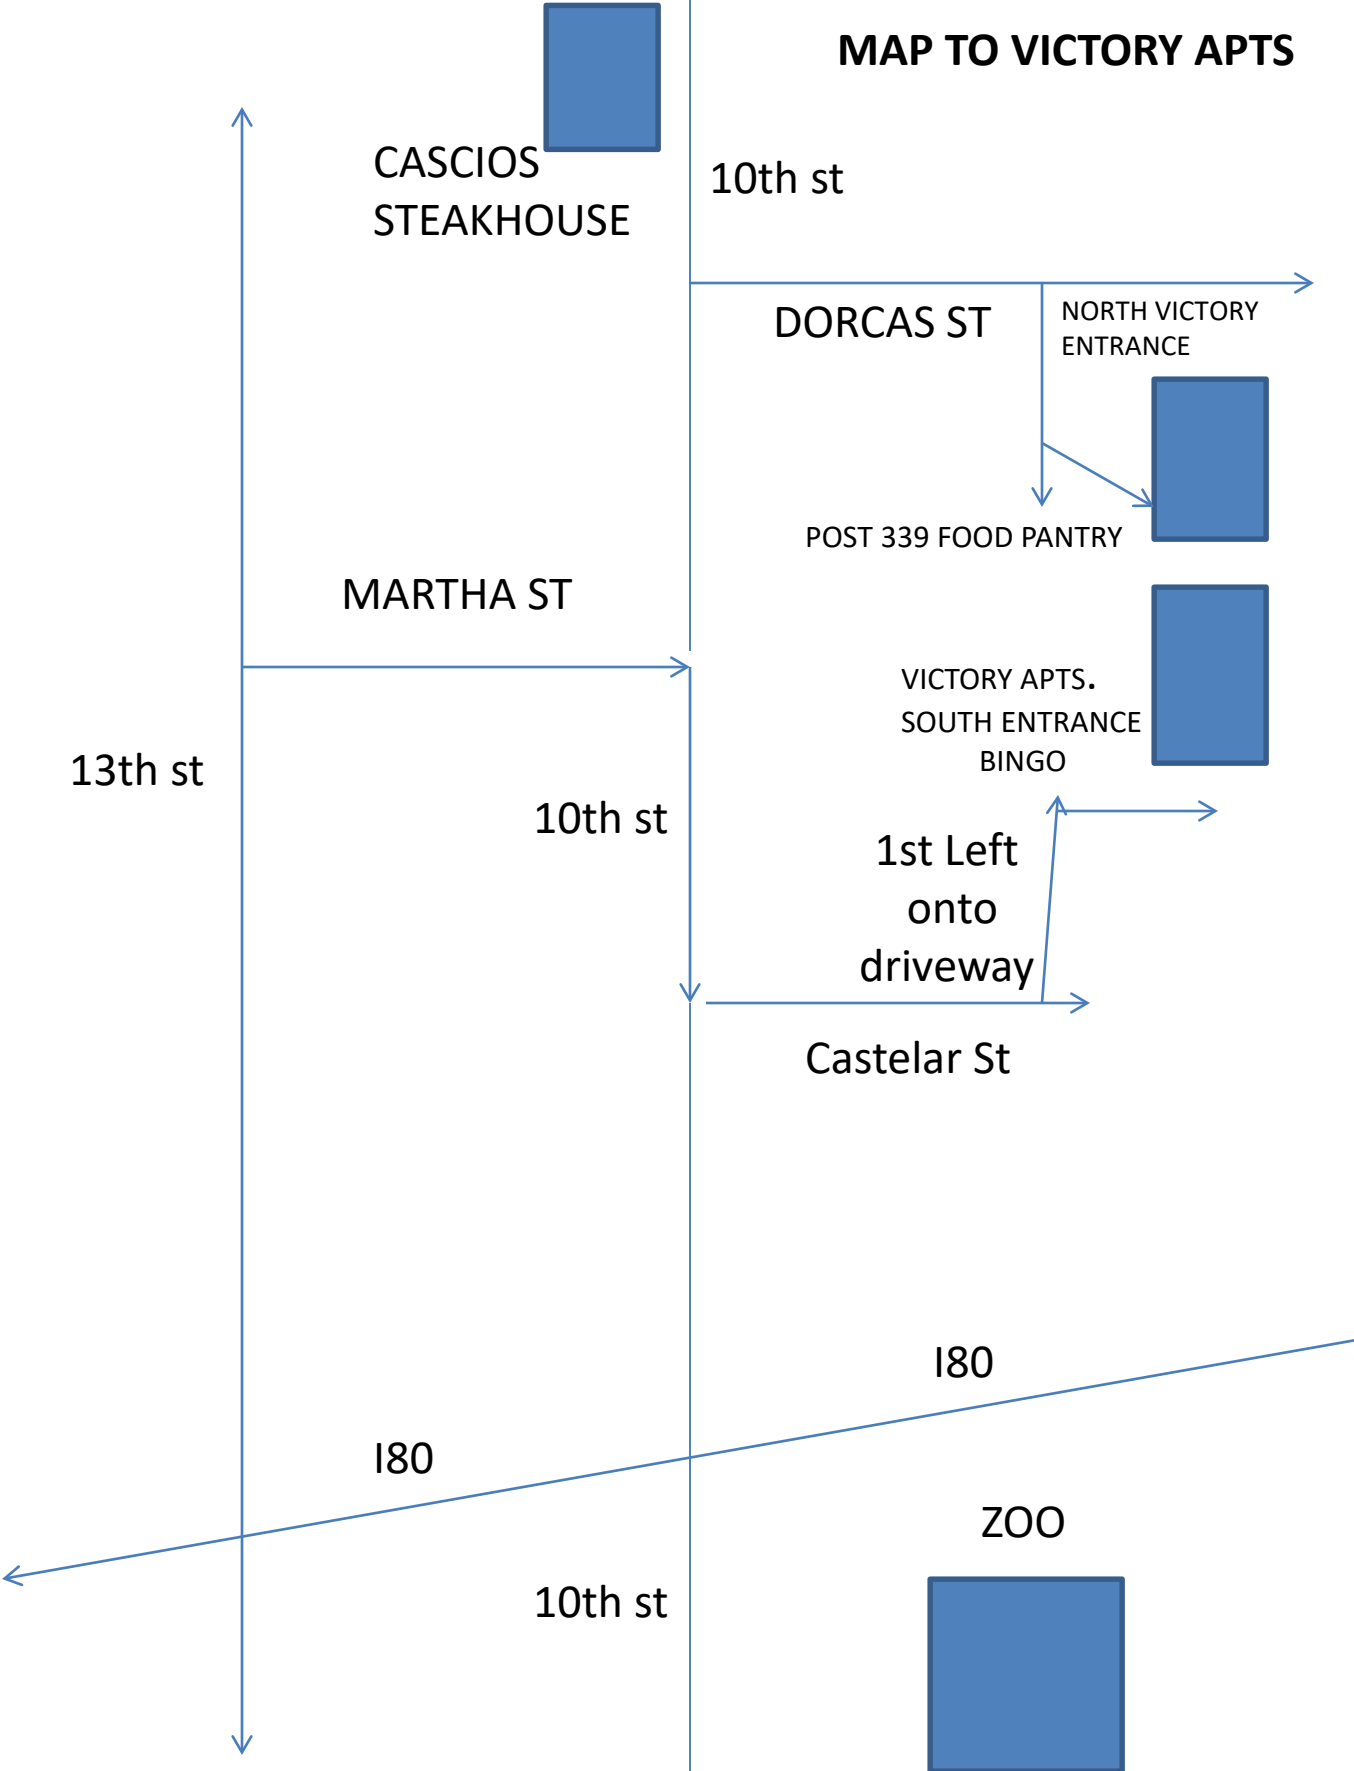 MAP TO VICTORY APTS
CASCIOS
STEAKHOUSE
10th st
DORCAS ST
NORTH VICTORY
ENTRANCE
POST 339 FOOD PANTRY
MARTHA ST
VICTORY APTS.
SOUTH ENTRANCE
BINGO
13th st
10th st
1st Left
onto
driveway
Castelar St
I80
I80
ZOO
10th st